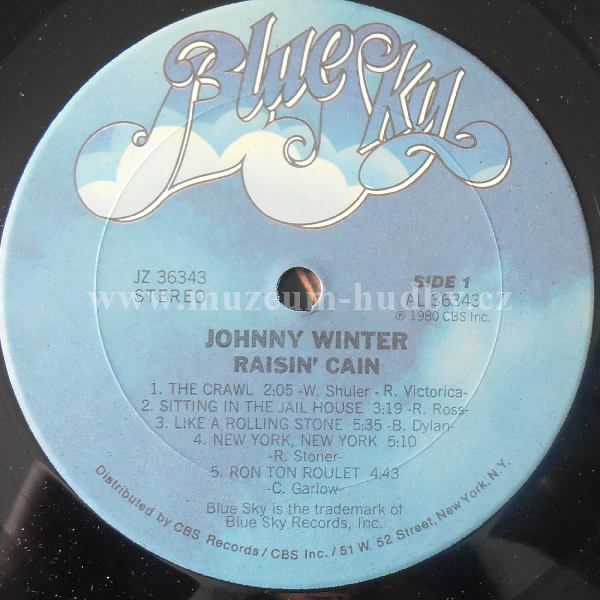 Blue Sky
JZ 36343
STEREO
SIDE 1
AL 36343
℗ 1980 CBS Inc.
www.muzeum-hudby.cz
JOHNNY WINTER
RAISIN' CAIN
1. THE CRAWL 2:05 -W. Shuler - R. Victorica-
2. SITTING IN THE JAIL HOUSE 3:19 -R. Ross-
3. LIKE A ROLLING STONE 5:35 -B. Dylan-
4. NEW YORK, NEW YORK 5:10
-R. Stoner-
5. RON TON ROULET 4:43
-C. Garlow-
Blue Sky is the trademark of
Blue Sky Records, Inc.
Distributed by CBS Records / CBS Inc. / 51 W. 52 Street, New York, N.Y.